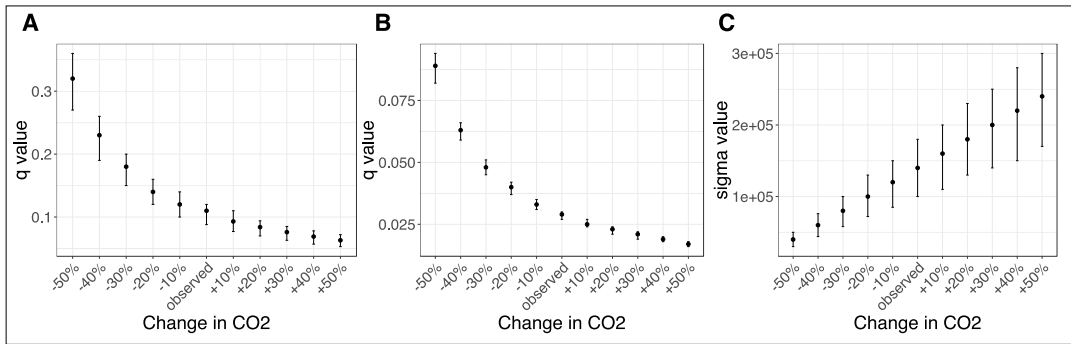 A
q value
0.3
0.2
0.1
-50%
-40%
-30%
-20%
-10%
observed
+10%
+20%
+30%
+40%
+50%
Change in CO2
B
q value
0.075
0.050
0.025
-50%
-40%
-30%
-20%
-10%
observed
+10%
+20%
+30%
+40%
+50%
Change in CO2
C
sigma value
3e+05
2e+05
1e+05
-50%
-40%
-30%
-20%
-10%
observed
+10%
+20%
+30%
+40%
+50%
Change in CO2